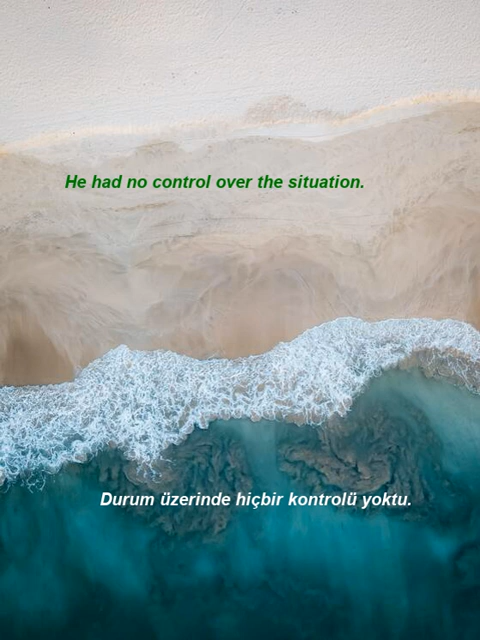 He had no control over the situation.
Durum üzerinde hiçbir kontrolü yoktu.